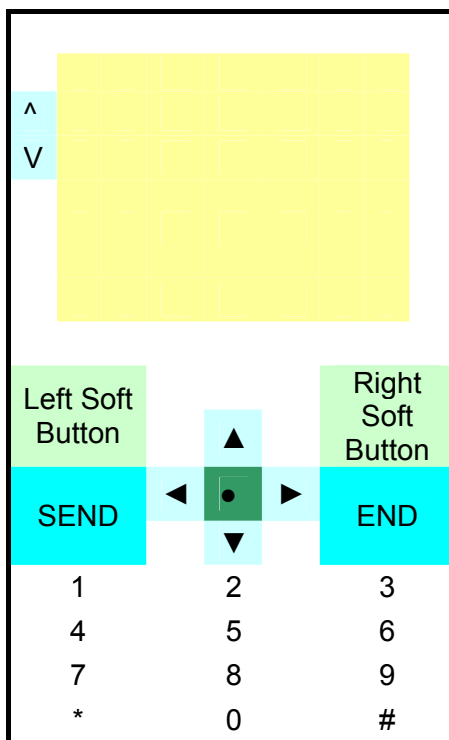 ^
V
Left Soft
Button
Right
Soft
Button
▲
◄ ● ►
▼
SEND
END
1 2 3
4 5 6
7 8 9
* 0 #